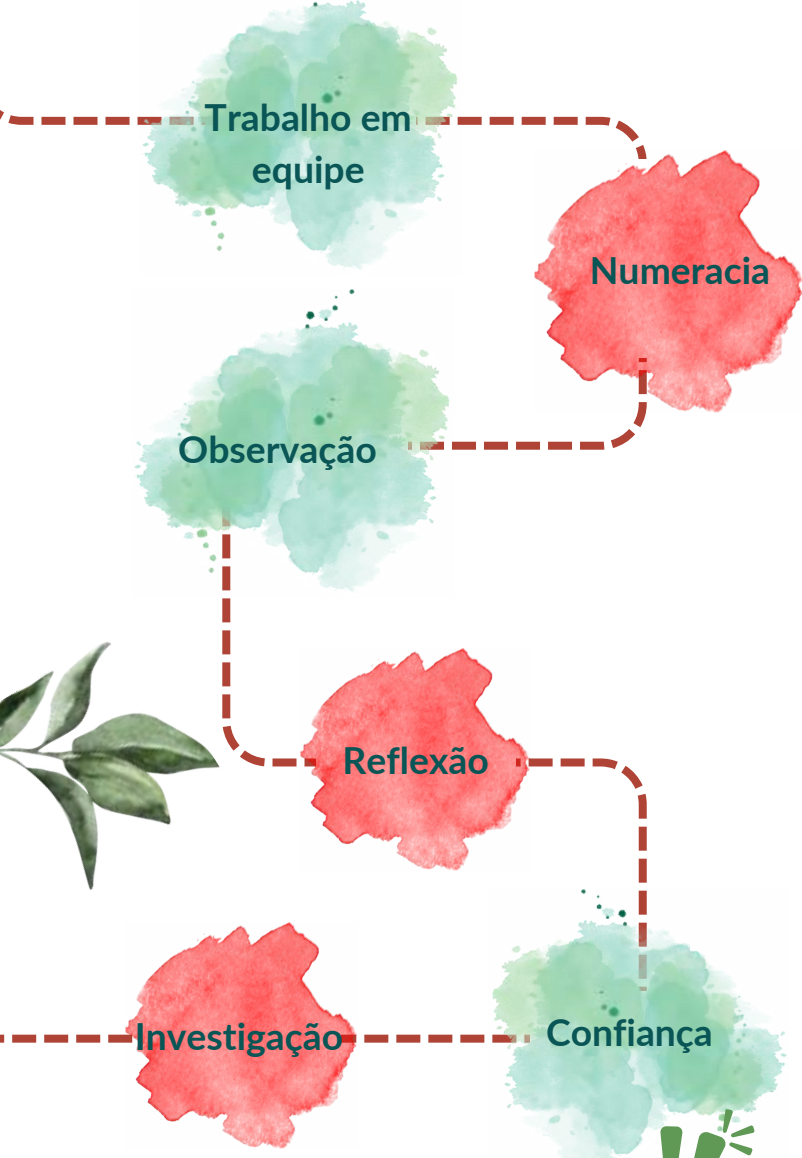 Trabalho em
equipe
Numeracia
Observação
Reflexão
Investigação
Confiança